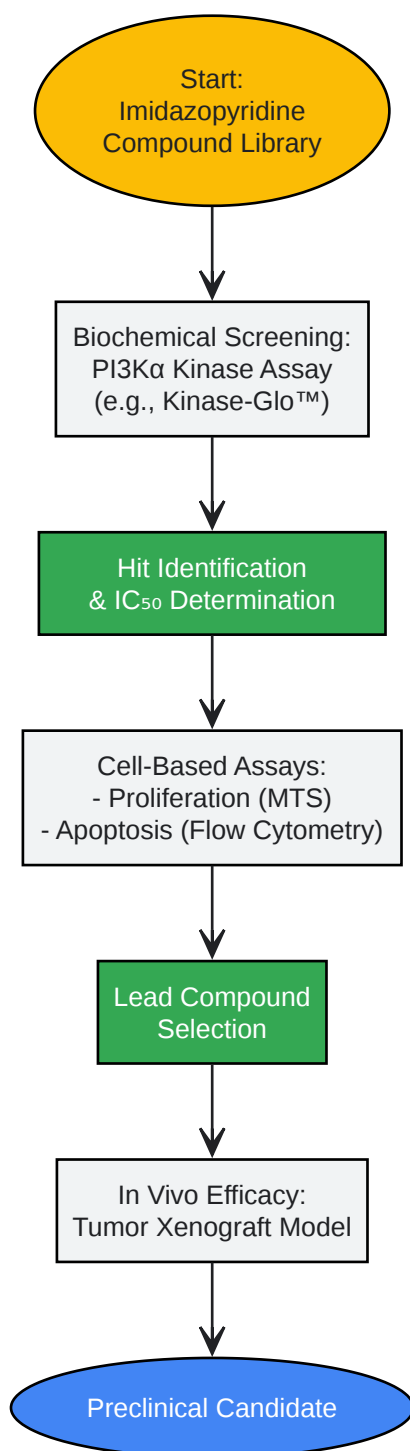 Start:
Imidazopyridine
Compound Library
Biochemical Screening:
PI3Kα Kinase Assay
(e.g., Kinase-Glo™)
Hit Identification
& IC₅₀ Determination
Cell-Based Assays:
- Proliferation (MTS)
- Apoptosis (Flow Cytometry)
Lead Compound
Selection
In Vivo Efficacy:
Tumor Xenograft Model
Preclinical Candidate